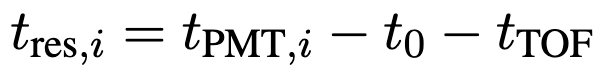 t_{res,i} = t_{PMT,i} − t_0 − t_{TOF}